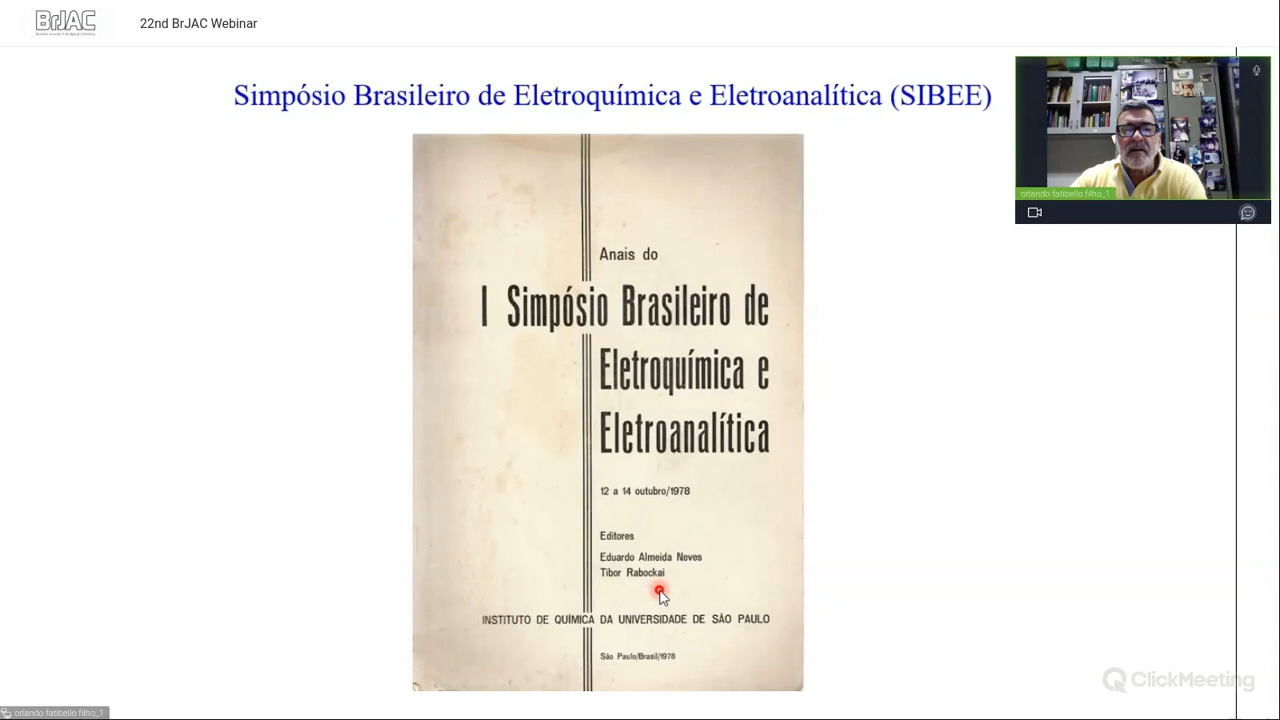 BrJAC
22nd BrJAC Webinar
Simpósio Brasileiro de Eletroquímica e Eletroanalítica (SIBEE)
orlando fatibello filho_1
Anais do
I Simpósio Brasileiro de
Eletroquímica e
Eletroanalítica
12 a 14 outubro/1978
Editores
Eduardo Almeida Neves
Tibor Rabockai
INSTITUTO DE QUÍMICA DA UNIVERSIDADE DE SÃO PAULO
São Paulo/Brasil/1978
ClickMeeting
orlando fatibello filho_1